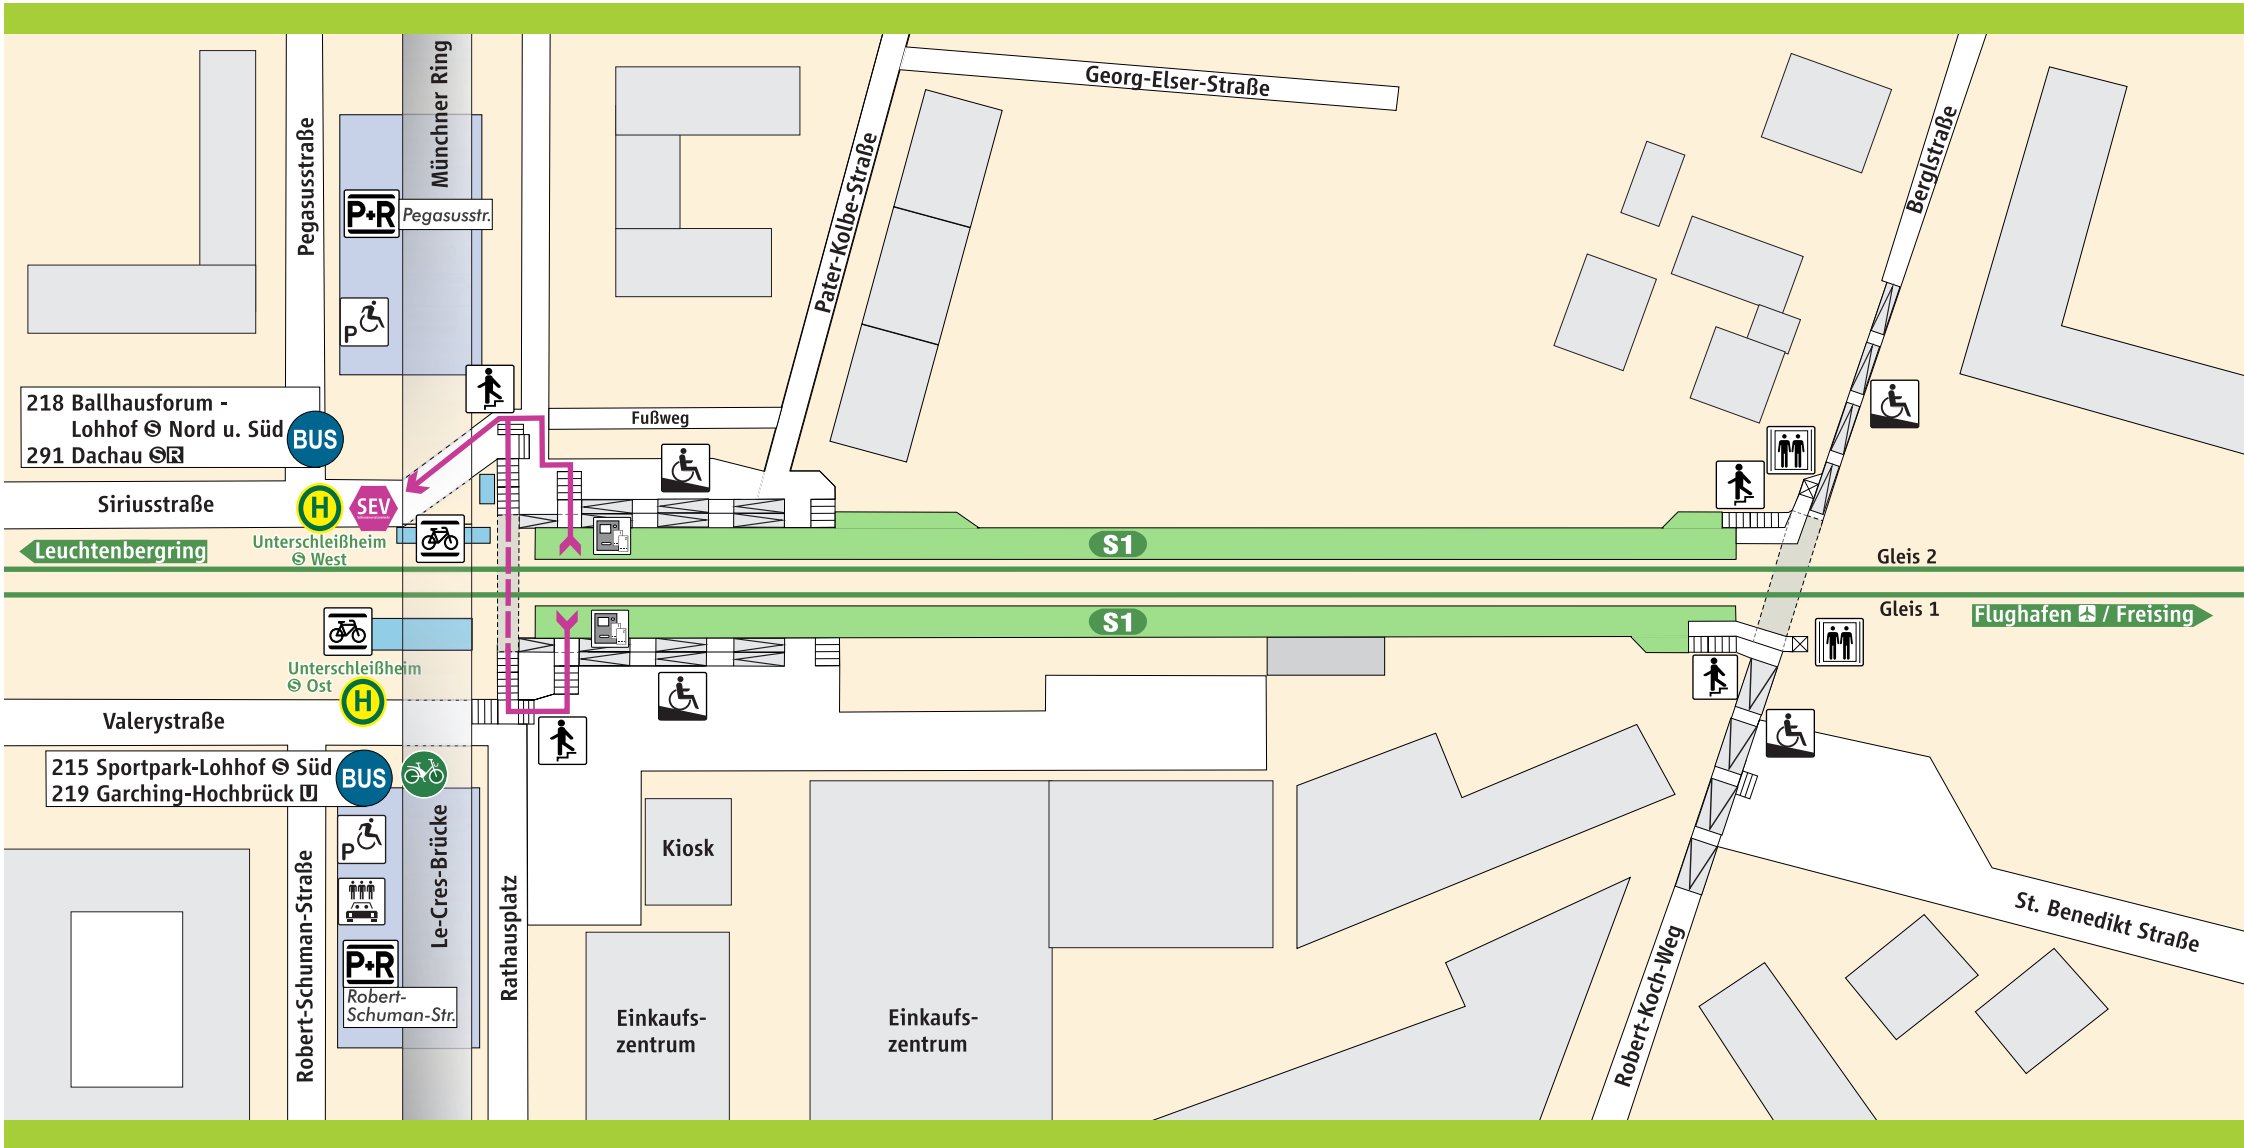 Münchner Ring
Georg-Elser-Straße
Pegasusstraße
Pater-Kolbe-Straße
Berglstraße
P+R
Pegasusstr.
P
218 Ballhausforum -
Lohhof S Nord u. Süd
291 Dachau S R
BUS
Fußweg
Siriusstraße
H
SEV
Unterschleißheim
S West
Leuchtenbergring
S1
Gleis 2
Gleis 1
S1
Flughafen / Freising
Unterschleißheim
S Ost
H
Valerystraße
215 Sportpark-Lohhof S Süd
219 Garching-Hochbrück U
BUS
P
Le-Cres-Brücke
Robert-Schuman-Straße
Rathausplatz
Kiosk
P+R
Robert-
Schuman-Str.
Einkaufs-
zentrum
Einkaufs-
zentrum
Robert-Koch-Weg
St. Benedikt Straße